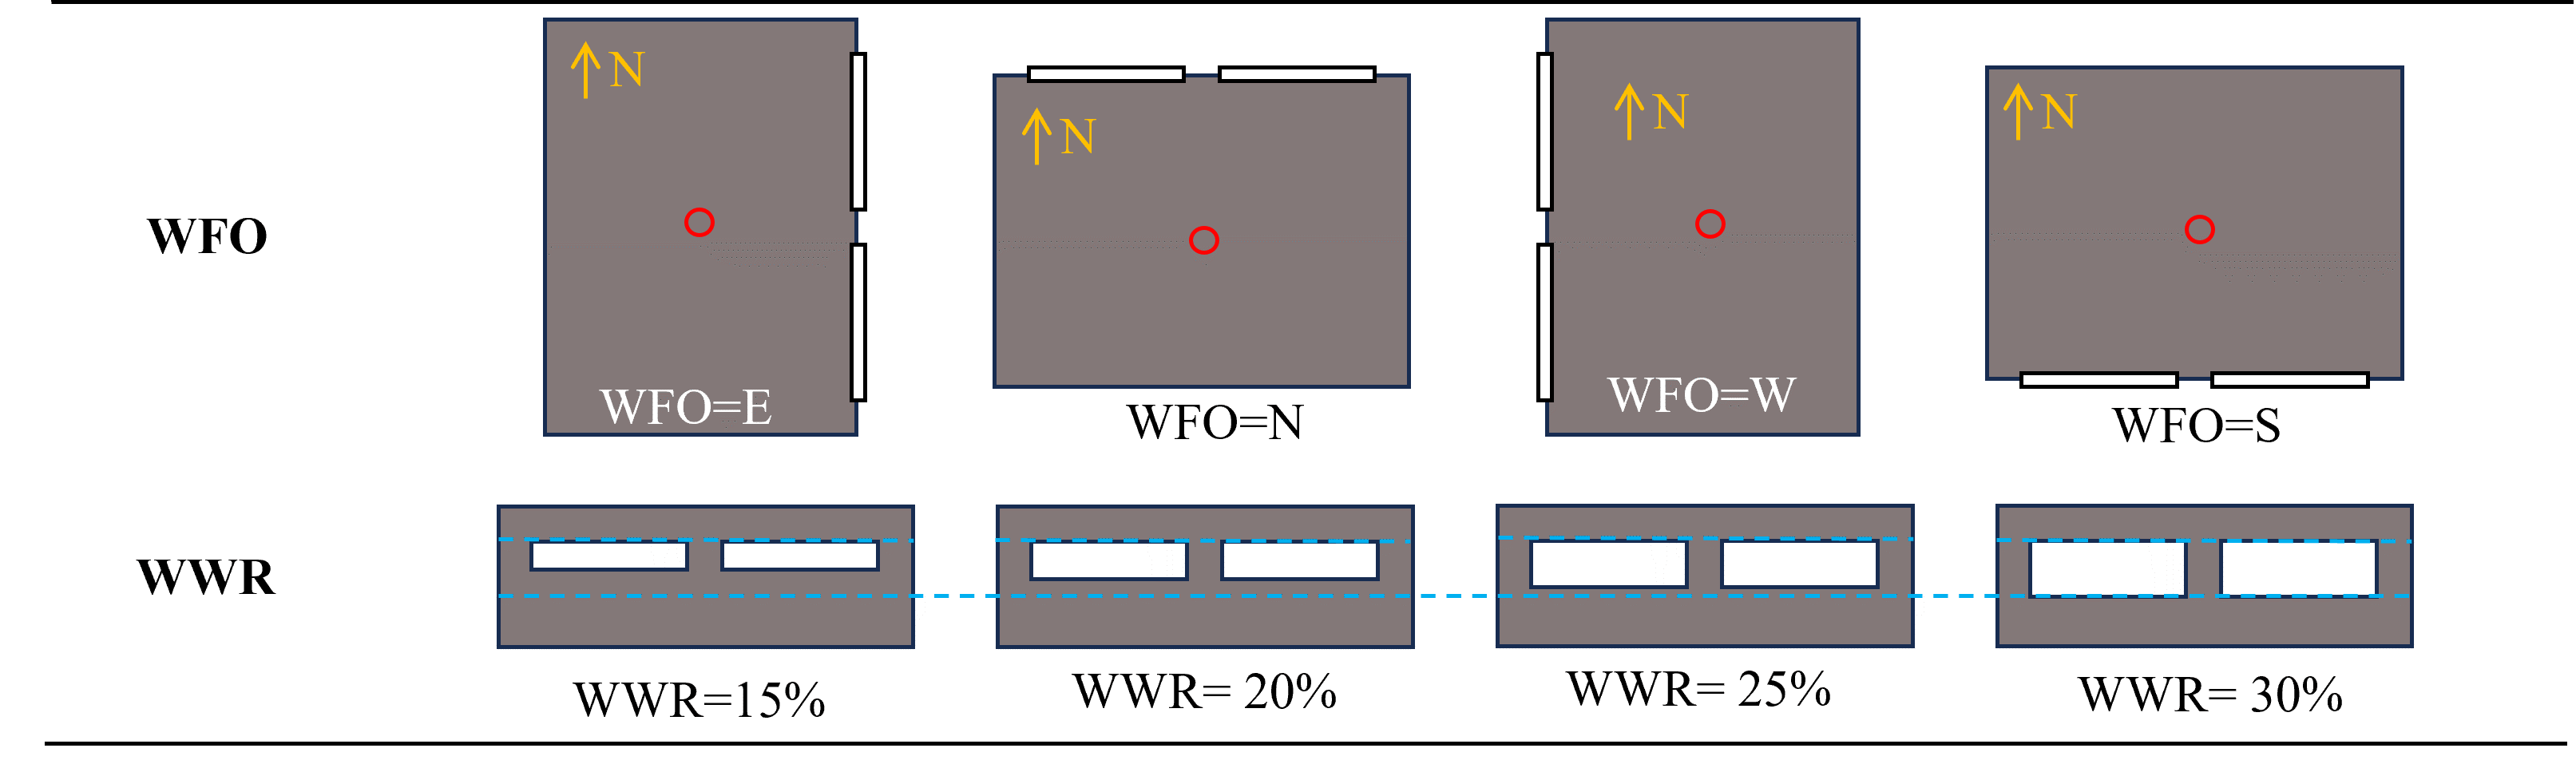 WFO
N
WFO=E
N
WFO=N
N
WFO=W
N
WFO=S
WWR
WWR=15%
WWR= 20%
WWR= 25%
WWR= 30%